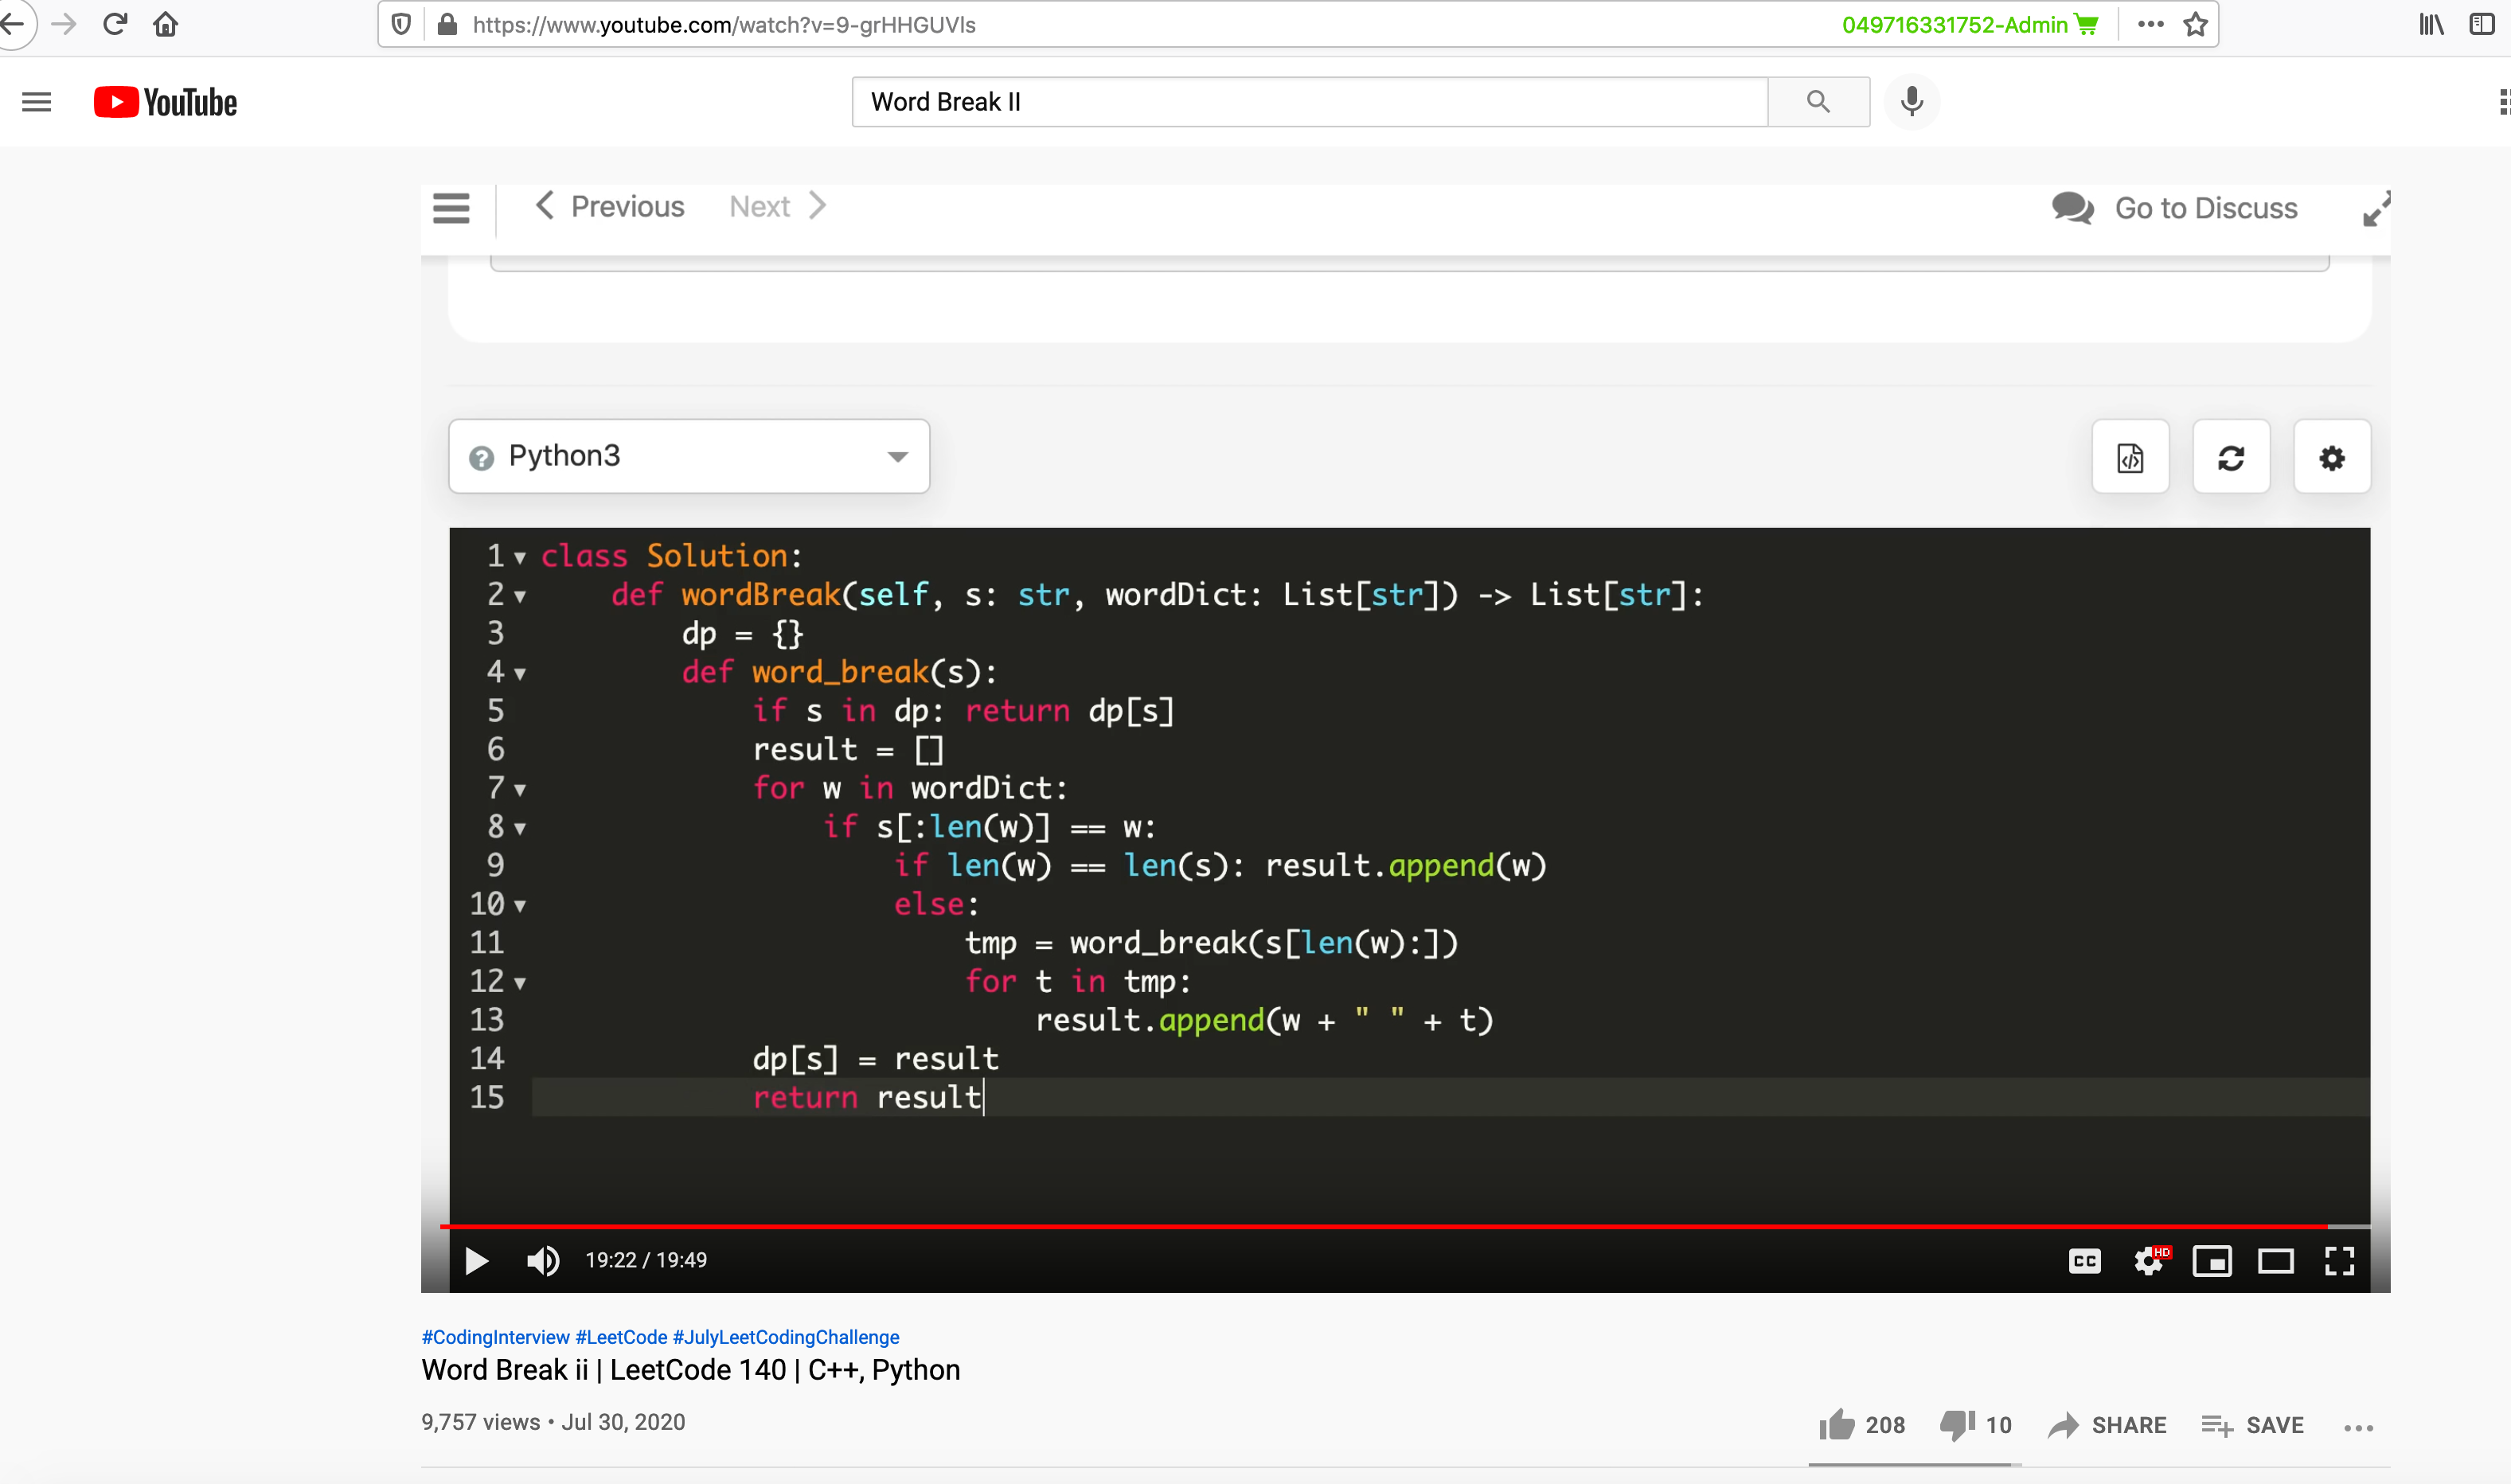 https://www.youtube.com/watch?v=9-grHHGUVls
049716331752-Admin
YouTube
Word Break II
Previous
Next
Go to Discuss
Python3
1 class Solution:
2     def wordBreak(self, s: str, wordDict: List[str]) -> List[str]:
3         dp = {}
4         def word_break(s):
5             if s in dp: return dp[s]
6             result = []
7             for w in wordDict:
8                 if s[:len(w)] == w:
9                     if len(w) == len(s): result.append(w)
10                     else:
11                         tmp = word_break(s[len(w):])
12                         for t in tmp:
13                             result.append(w + " " + t)
14             dp[s] = result
15             return result
19:22 / 19:49
CC
HD
#CodingInterview #LeetCode #JulyLeetCodingChallenge
Word Break ii | LeetCode 140 | C++, Python
9,757 views • Jul 30, 2020
208
10
SHARE
SAVE